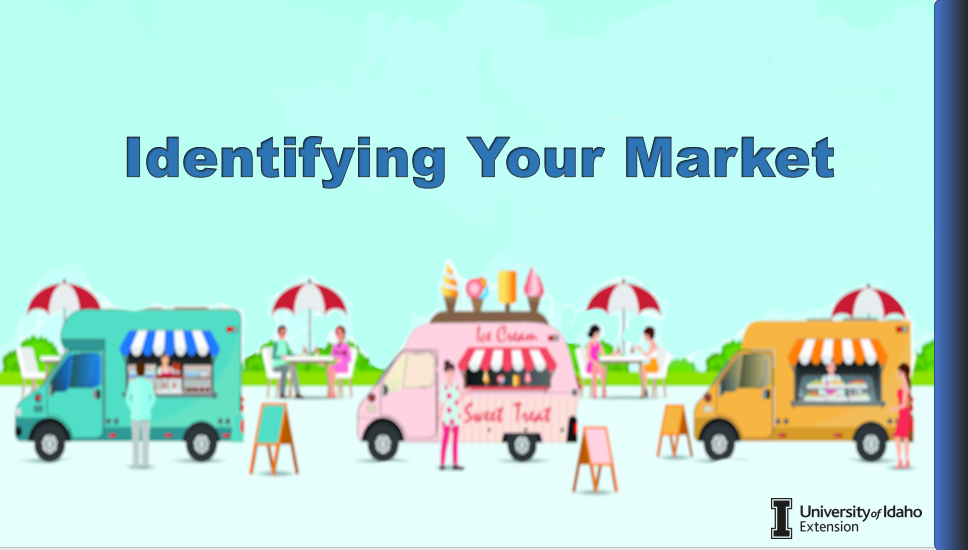 Identifying Your Market
Ice Cream
Sweet Treat
University of Idaho
Extension